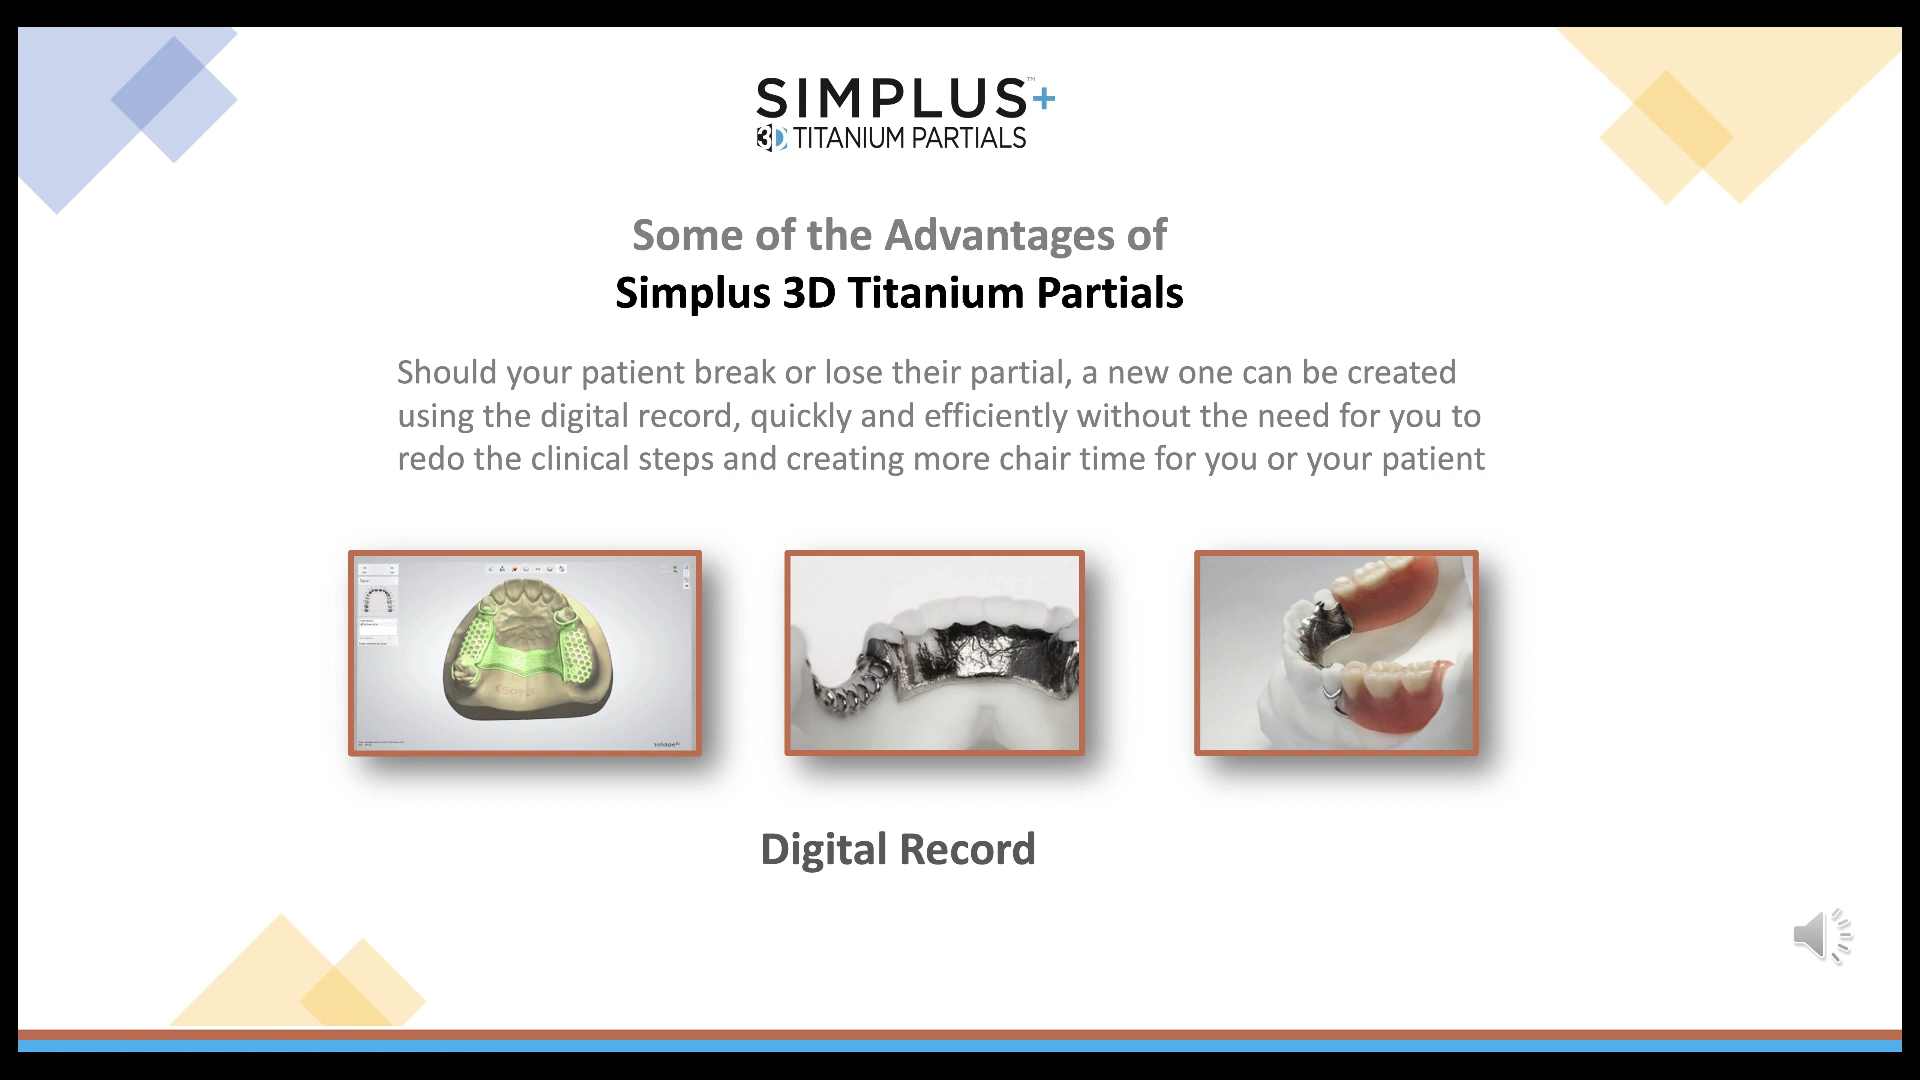 SIMPLUS+™
3D TITANIUM PARTIALS
Some of the Advantages of
Simplus 3D Titanium Partials
Should your patient break or lose their partial, a new one can be created
using the digital record, quickly and efficiently without the need for you to
redo the clinical steps and creating more chair time for you or your patient
3shape
Digital Record